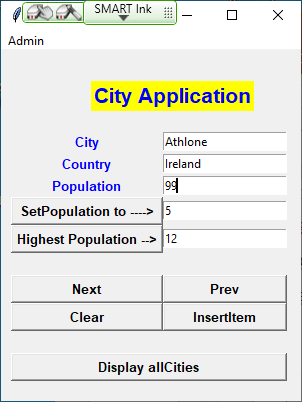 SMART Ink
Admin
City Application
City Athlone
Country Ireland
Population 99
SetPopulation to ----> 5
Highest Population --> 12
Next Prev
Clear InsertItem
Display allCities